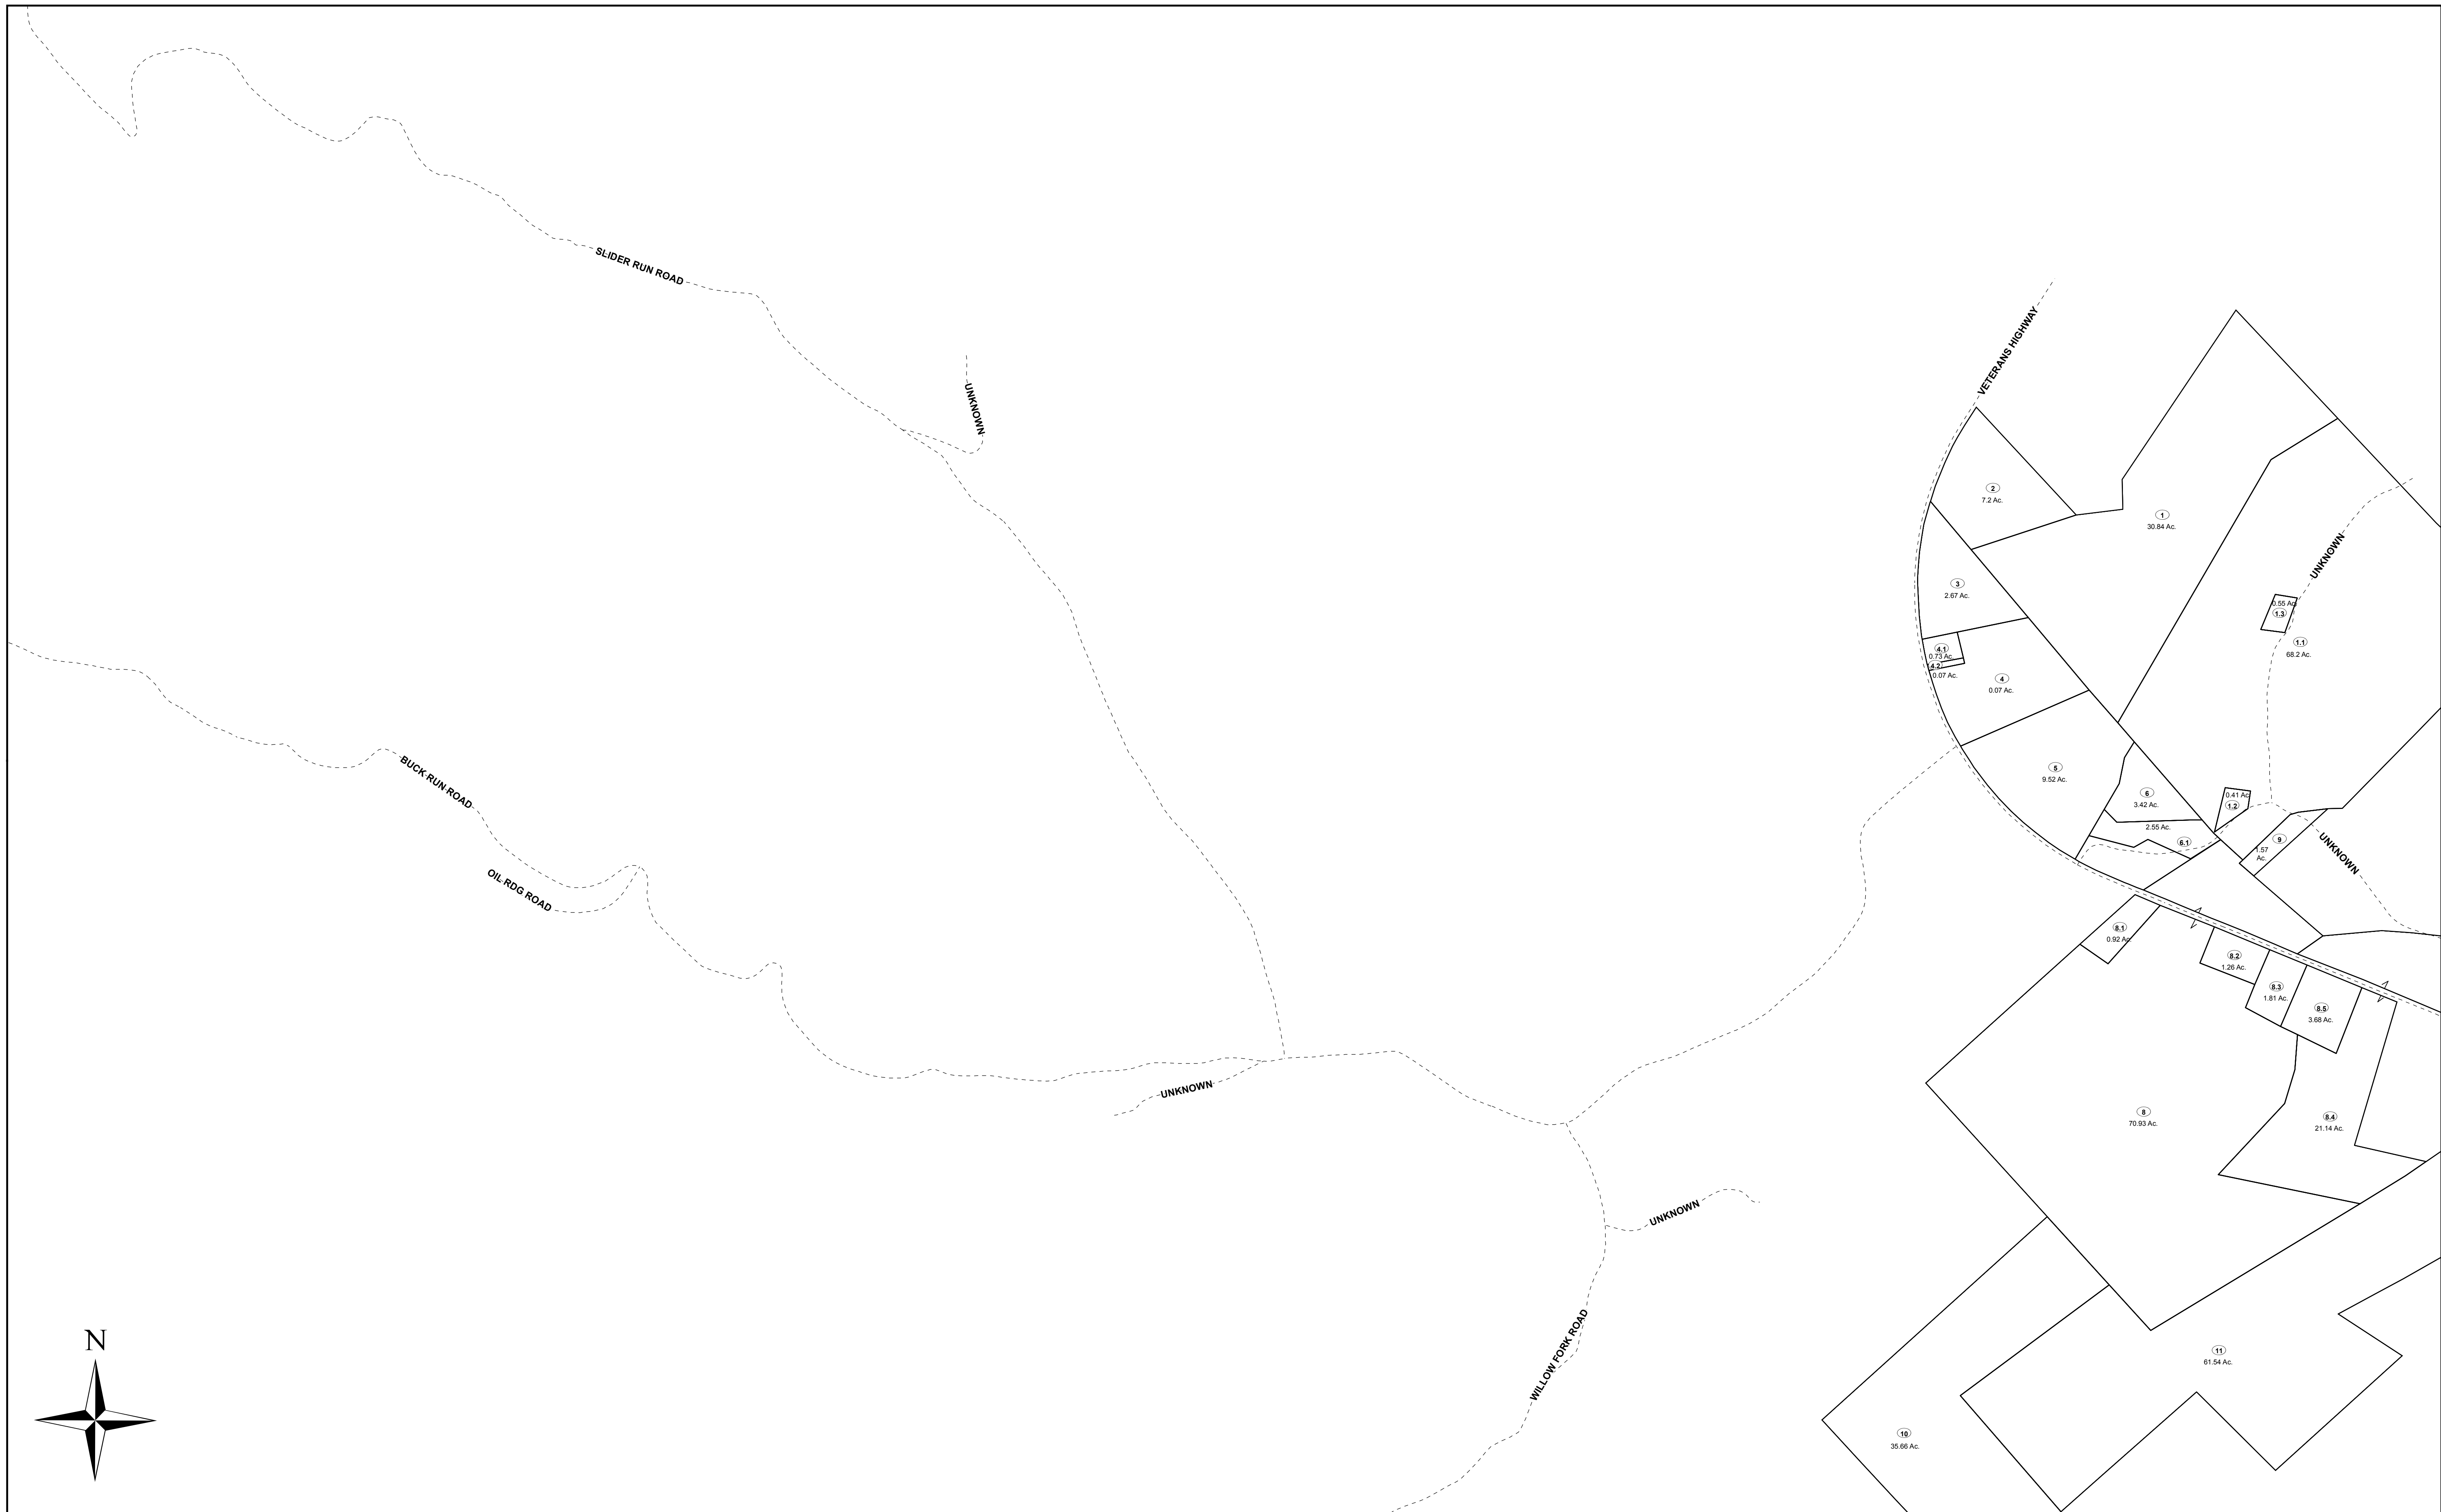 SLIDER RUN ROAD
UNKNOWN
VETERANS HIGHWAY
2
7.2 Ac.
1
30.84 Ac.
UNKNOWN
3
2.67 Ac.
0.55 Ac
1.3
1.1
68.2 Ac.
4.1
0.73 Ac.
4.2
0.07 Ac.
4
0.07 Ac.
BUCK RUN ROAD
5
9.52 Ac.
6
3.42 Ac.
0.41 Ac
1.2
2.55 Ac.
6.1
9
1.57
Ac.
UNKNOWN
OIL RDG ROAD
8.1
0.92 Ac.
8.2
1.26 Ac.
8.3
1.81 Ac.
8.5
3.68 Ac.
UNKNOWN
8
70.93 Ac.
8.4
21.14 Ac.
UNKNOWN
WILLOW FORK ROAD
N
11
61.54 Ac.
10
35.66 Ac.